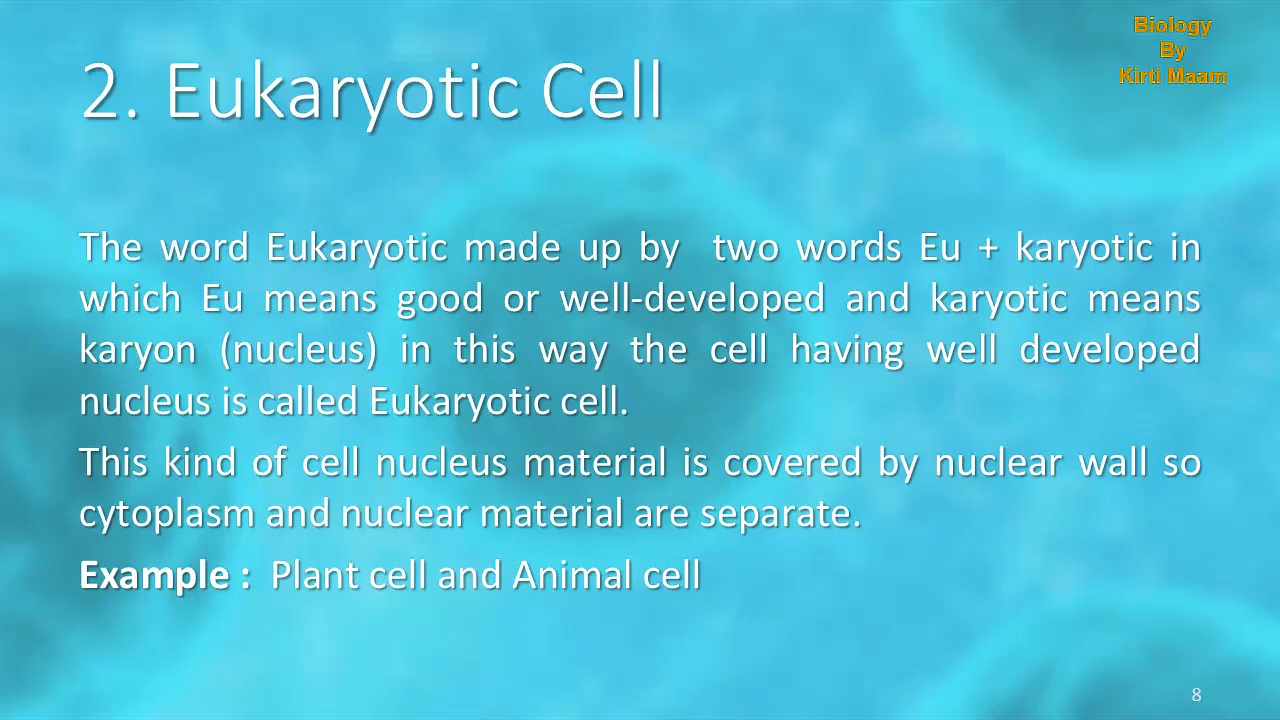 Biology
By
Kirti Maam
2. Eukaryotic Cell
The word Eukaryotic made up by two words Eu + karyotic in
which Eu means good or well-developed and karyotic means
karyon (nucleus) in this way the cell having well developed
nucleus is called Eukaryotic cell.
This kind of cell nucleus material is covered by nuclear wall so
cytoplasm and nuclear material are separate.
Example : Plant cell and Animal cell
8